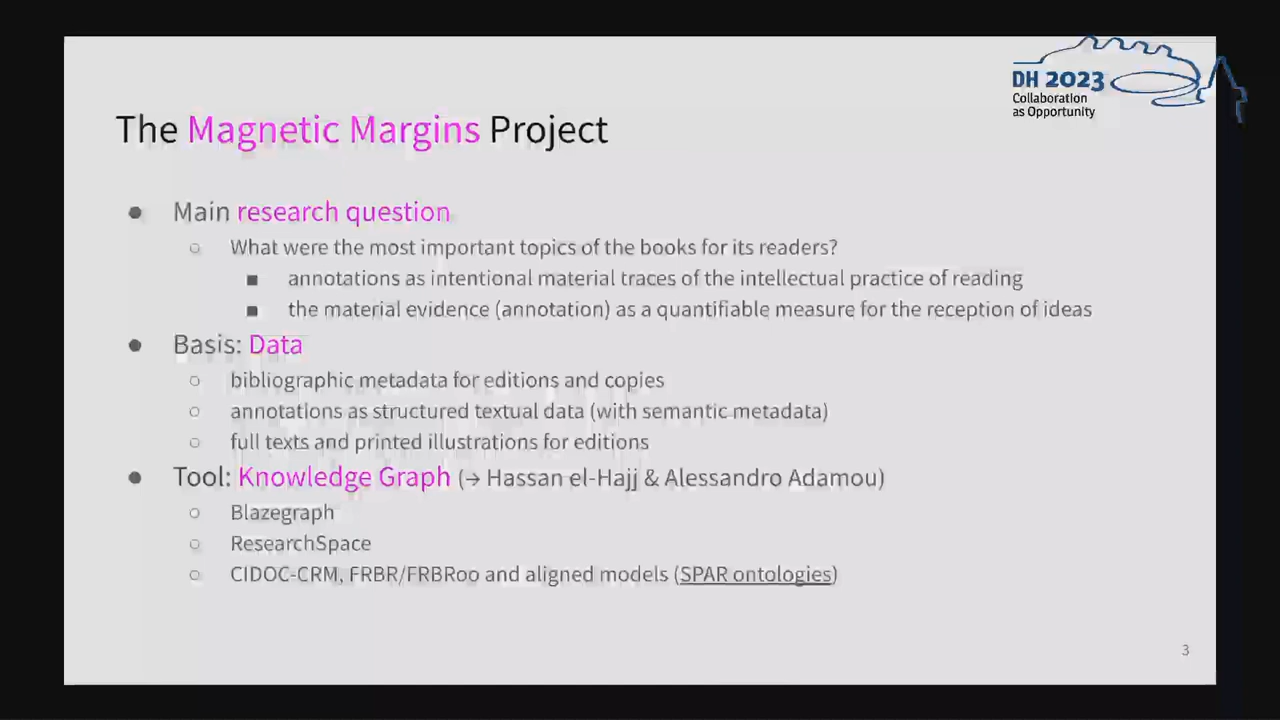 DH 2023
Collaboration
as Opportunity
The Magnetic Margins Project
● Main research question
○ What were the most important topics of the books for its readers?
■ annotations as intentional material traces of the intellectual practice of reading
■ the material evidence (annotation) as a quantifiable measure for the reception of ideas
● Basis: Data
○ bibliographic metadata for editions and copies
○ annotations as structured textual data (with semantic metadata)
○ full texts and printed illustrations for editions
● Tool: Knowledge Graph (→ Hassan el-Hajj & Alessandro Adamou)
○ Blazegraph
○ ResearchSpace
○ CIDOC-CRM, FRBR/FRBRoo and aligned models (SPAR ontologies)
3